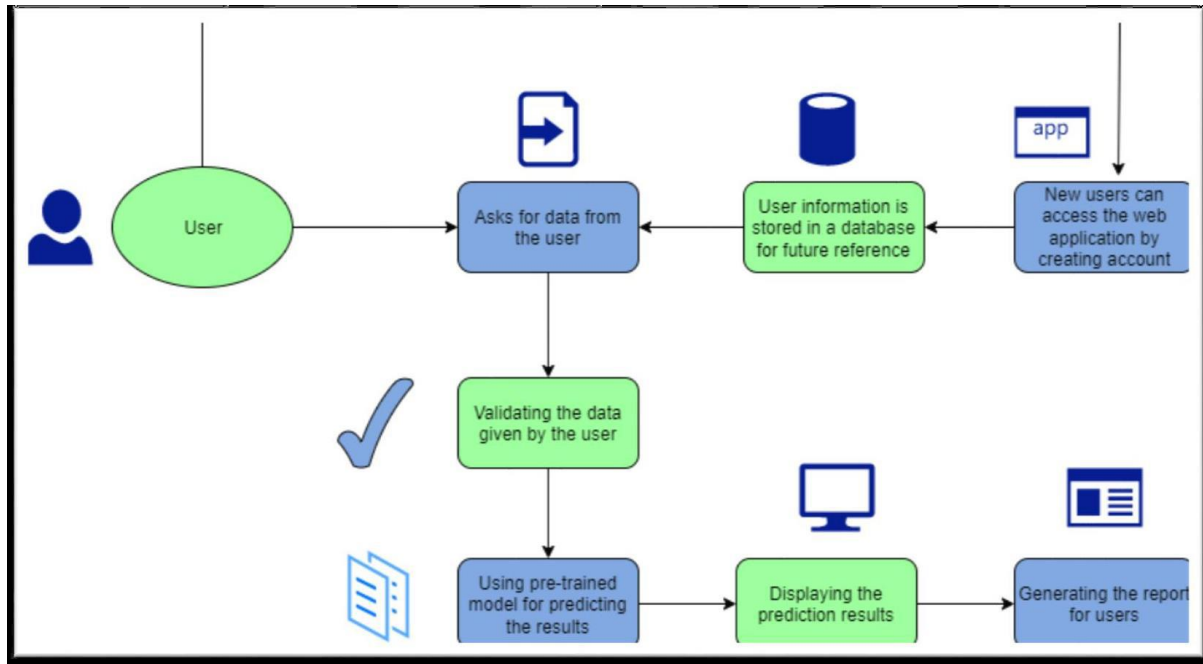 app
User
Asks for data from
the user
User information is
stored in a database
for future reference
New users can
access the web
application by
creating account
Validating the data
given by the user
Using pre-trained
model for predicting
the results
Displaying the
prediction results
Generating the report
for users